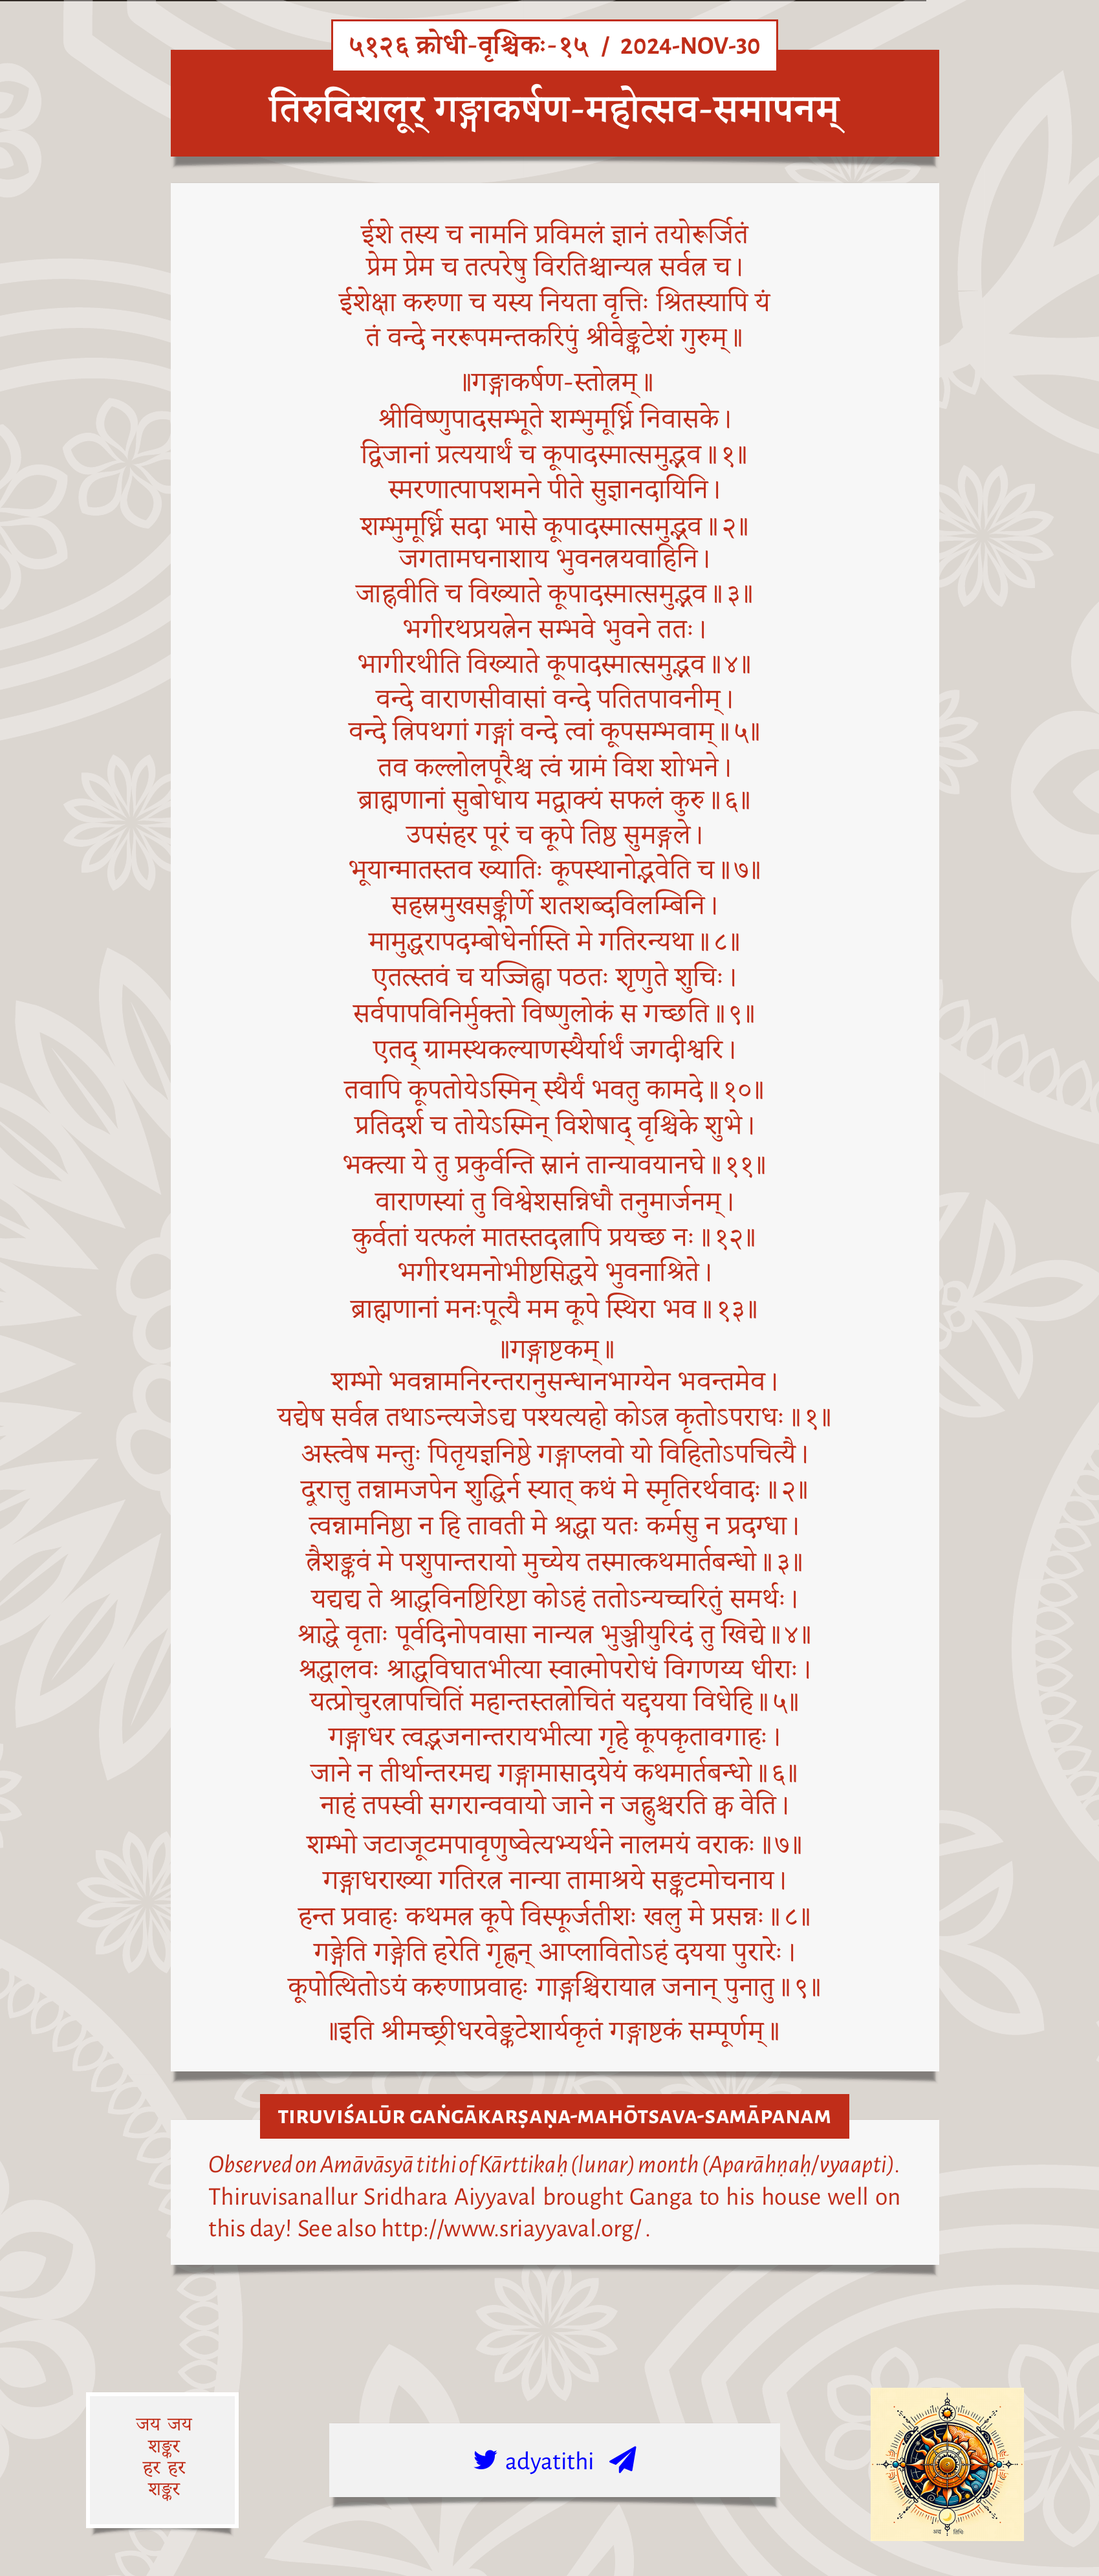 ५१२६ क्रोधी-वृश्चिकः-१५ / 2024-NOV-30
तिरुविशलूर् गङ्गाकर्षण-महोत्सव-समापनम्
ईशे तस्य च नामनि प्रविमलं ज्ञानं तयोरूर्जितं
प्रेम प्रेम च तत्परेषु विरतिश्चान्यत्र सर्वत्र च।
ईशेक्षा करुणा च यस्य नियता वृत्तिः श्रितस्यापि यं
तं वन्दे नररूपमन्तकरिपुं श्रीवेङ्कटेशं गुरुम्॥
॥गङ्गाकर्षण-स्तोत्रम्॥
श्रीविष्णुपादसम्भूते शम्भुमूर्ध्नि निवासके।
द्विजानां प्रत्ययार्थं च कूपादस्मात्समुद्भव॥१॥
स्मरणात्पापशमने पीते सुज्ञानदायिनि।
शम्भुमूर्ध्नि सदा भासे कूपादस्मात्समुद्भव॥२॥
जगतामघनाशाय भुवनत्रयवाहिनि।
जाह्नवीति च विख्याते कूपादस्मात्समुद्भव॥३॥
भगीरथप्रयत्नेन सम्भवे भुवने ततः।
भागीरथीति विख्याते कूपादस्मात्समुद्भव॥४॥
वन्दे वाराणसीवासां वन्दे पतितपावनीम्।
वन्दे त्रिपथगां गङ्गां वन्दे त्वां कूपसम्भवाम्॥५॥
तव कल्लोलपूरैश्च त्वं ग्रामं विश शोभने।
ब्राह्मणानां सुबोधाय मद्वाक्यं सफलं कुरु॥६॥
उपसंहर पूरं च कूपे तिष्ठ सुमङ्गले।
भूयान्मातस्तव ख्यातिः कूपस्थानोद्भवेति च॥७॥
सहस्रमुखसङ्कीर्णे शतशब्दविलम्बिनि।
मामुद्धरापदम्बोधेर्नास्ति मे गतिरन्यथा॥८॥
एतत्स्तवं च यज्जिह्वा पठतः शृणुते शुचिः।
सर्वपापविनिर्मुक्तो विष्णुलोकं स गच्छति॥९॥
एतद् ग्रामस्थकल्याणस्थैर्यार्थं जगदीश्वरि।
तवापि कूपतोयेऽस्मिन् स्थैर्यं भवतु कामदे॥१०॥
प्रतिदर्श च तोयेऽस्मिन् विशेषाद् वृश्चिके शुभे।
भक्त्या ये तु प्रकुर्वन्ति स्नानं तान्यावयानघे॥११॥
वाराणस्यां तु विश्वेशसन्निधौ तनुमार्जनम्।
कुर्वतां यत्फलं मातस्तदत्रापि प्रयच्छ नः॥१२॥
भगीरथमनोभीष्टसिद्धये भुवनाश्रिते।
ब्राह्मणानां मनःपूत्यै मम कूपे स्थिरा भव॥१३॥
॥गङ्गाष्टकम्॥
शम्भो भवन्नामनिरन्तरानुसन्धानभाग्येन भवन्तमेव।
यद्येष सर्वत्र तथाऽन्त्यजेऽद्य पश्यत्यहो कोऽत्र कृतोऽपराधः॥१॥
अस्त्वेष मन्तुः पितृयज्ञनिष्ठे गङ्गाप्लवो यो विहितोऽपचित्यै।
दूरात्तु तन्नामजपेन शुद्धिर्न स्यात् कथं मे स्मृतिरर्थवादः॥२॥
त्वन्नामनिष्ठा न हि तावती मे श्रद्धा यतः कर्मसु न प्रदग्धा।
त्रैशङ्कवं मे पशुपान्तरायो मुच्येय तस्मात्कथमार्तबन्धो॥३॥
यद्यद्य ते श्राद्धविनष्टिरिष्टा कोऽहं ततोऽन्यच्चरितुं समर्थः।
श्राद्धे वृताः पूर्वदिनोपवासा नान्यत्र भुञ्जीयुरिदं तु खिद्ये॥४॥
श्रद्धालवः श्राद्धविघातभीत्या स्वात्मोपरोधं विगणय्य धीराः।
यत्प्रोचुरत्रापचितिं महान्तस्तत्रोचितं यद्दयया विधेहि॥५॥
गङ्गाधर त्वद्भजनान्तरायभीत्या गृहे कूपकृतावगाहः।
जाने न तीर्थान्तरमद्य गङ्गामासादयेयं कथमार्तबन्धो॥६॥
नाहं तपस्वी सगरान्ववायो जाने न जह्नुश्चरति क्व वेति।
शम्भो जटाजूटमपावृणुष्वेत्यभ्यर्थने नालमयं वराकः॥७॥
गङ्गाधराख्या गतिरत्र नान्या तामाश्रये सङ्कटमोचनाय।
हन्त प्रवाहः कथमत्र कूपे विस्फूर्जतीशः खलु मे प्रसन्नः॥८॥
गङ्गेति गङ्गेति हरेति गृह्णन् आप्लावितोऽहं दयया पुरारेः।
कूपोत्थितोऽयं करुणाप्रवाहः गाङ्गश्चिरायात्र जनान् पुनातु॥९॥
॥इति श्रीमच्छ्रीधरवेङ्कटेशार्यकृतं गङ्गाष्टकं सम्पूर्णम्॥
TIRUVIŚALŪR GAṄGĀKARṢAṆA-MAHŌTSAVA-SAMĀPANAM
Observed on Amāvāsyā tithi of Kārttikaḥ (lunar) month (Aparāhṇaḥ/vyaapti).
Thiruvisanallur Sridhara Aiyyaval brought Ganga to his house well on
this day! See also http://www.sriayyaval.org/ .
जय जय
शङ्कर
हर हर
शङ्कर
adyatithi
अद्य तिथि